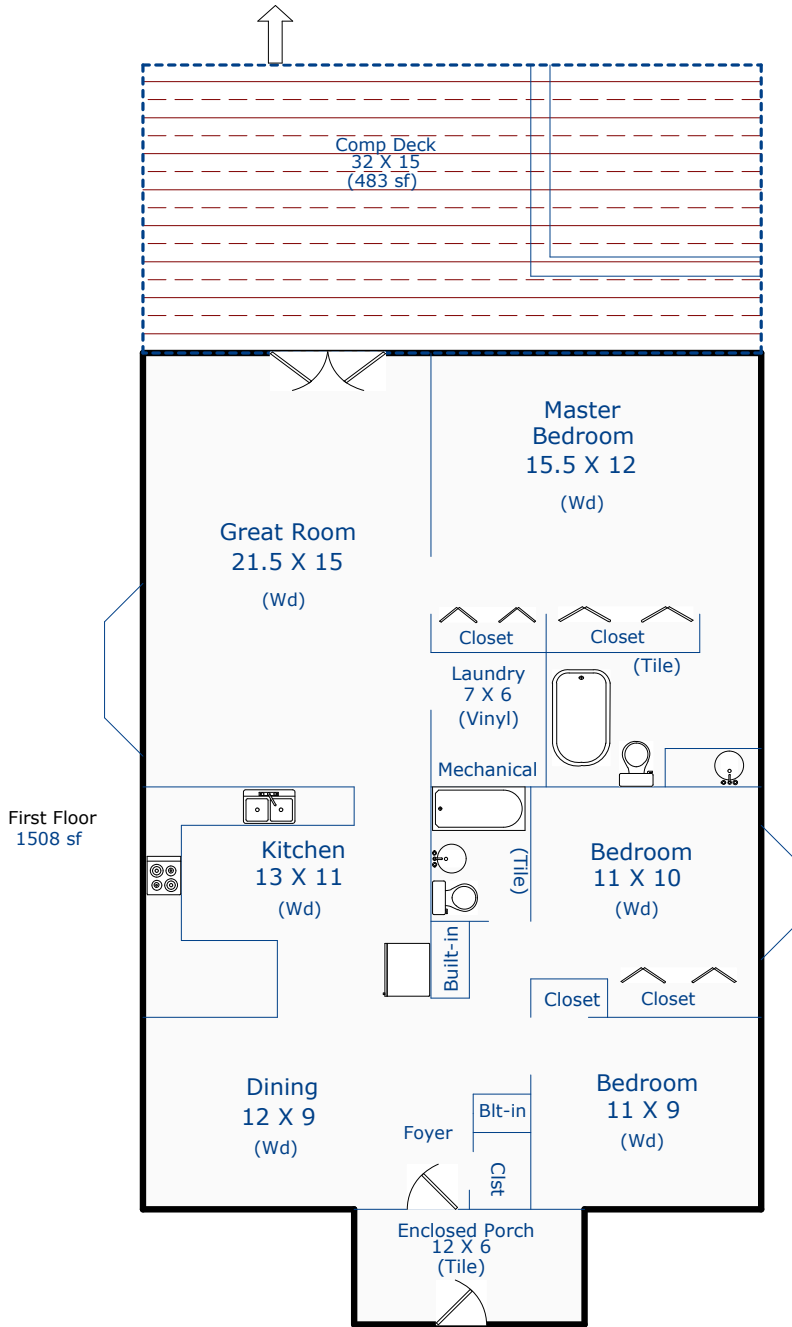 Comp Deck
32 X 15
(483 sf)
Master
Bedroom
15.5 X 12
(Wd)
Great Room
21.5 X 15
(Wd)
Closet
Closet
(Tile)
Laundry
7 X 6
(Vinyl)
Mechanical
First Floor
1508 sf
Kitchen
13 X 11
(Wd)
(Tile)
Bedroom
11 X 10
(Wd)
Built-in
Closet
Closet
Dining
12 X 9
(Wd)
Foyer
Blt-in
Clst
Bedroom
11 X 9
(Wd)
Enclosed Porch
12 X 6
(Tile)